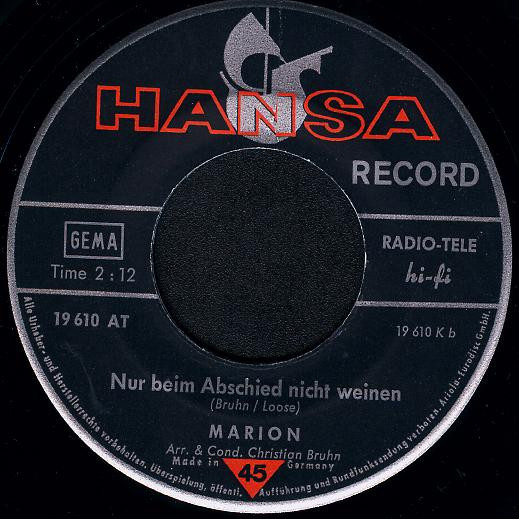 HANSA
RECORD
GEMA
Time 2:12
RADIO-TELE
hi-fi
19 610 AT
19 610 K b
Nur beim Abschied nicht weinen
(Bruhn / Loose)
MARION
Arr. & Cond. Christian Bruhn
Made in Germany
45
Alle Urheber- und Herstellerrechte vorbehalten. Überspielung, öffentl. Aufführung und Rundfunksendung verboten. Ariola-Eurodisc GmbH.